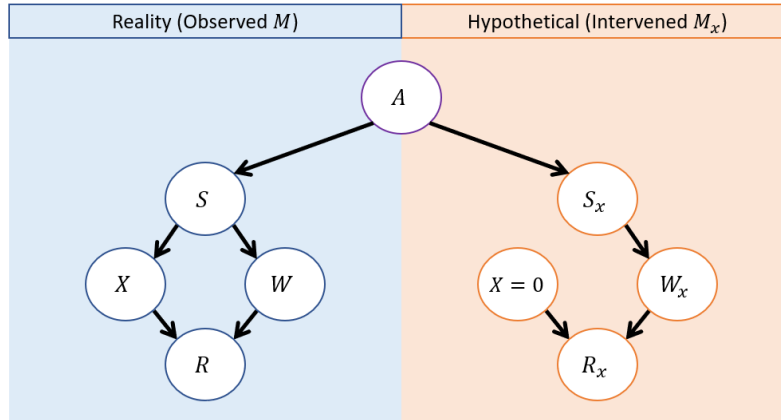 Reality (Observed M)
Hypothetical (Intervened Mₓ)
A
S
Sₓ
X
W
X = 0
Wₓ
R
Rₓ